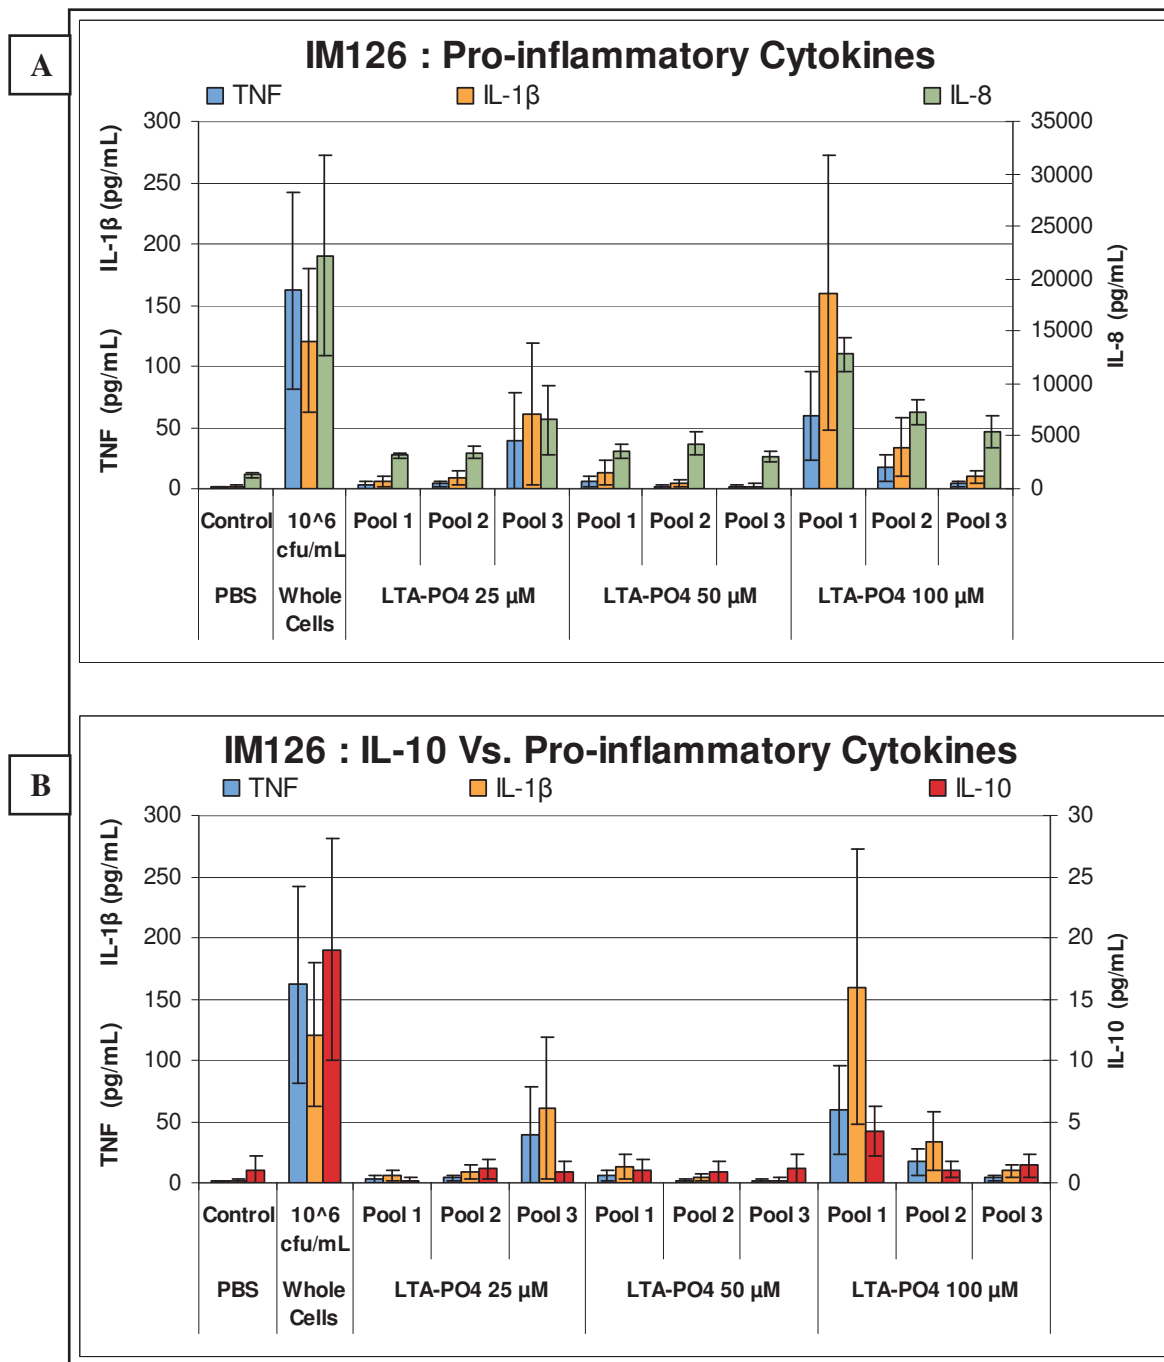 A
IM126 : Pro-inflammatory Cytokines
TNF IL-1β IL-8
TNF (pg/mL) IL-1β (pg/mL)
300
250
200
150
100
50
0
35000
30000
25000
20000
15000
10000
5000
0
IL-8 (pg/mL)
Control 10^6 Pool 1 Pool 2 Pool 3 Pool 1 Pool 2 Pool 3 Pool 1 Pool 2 Pool 3
cfu/mL
PBS Whole LTA-PO4 25 µM LTA-PO4 50 µM LTA-PO4 100 µM
Cells
B
IM126 : IL-10 Vs. Pro-inflammatory Cytokines
TNF IL-1β IL-10
TNF (pg/mL) IL-1β (pg/mL)
300
250
200
150
100
50
0
30
25
20
15
10
5
0
IL-10 (pg/mL)
Control 10^6 Pool 1 Pool 2 Pool 3 Pool 1 Pool 2 Pool 3 Pool 1 Pool 2 Pool 3
cfu/mL
PBS Whole LTA-PO4 25 µM LTA-PO4 50 µM LTA-PO4 100 µM
Cells